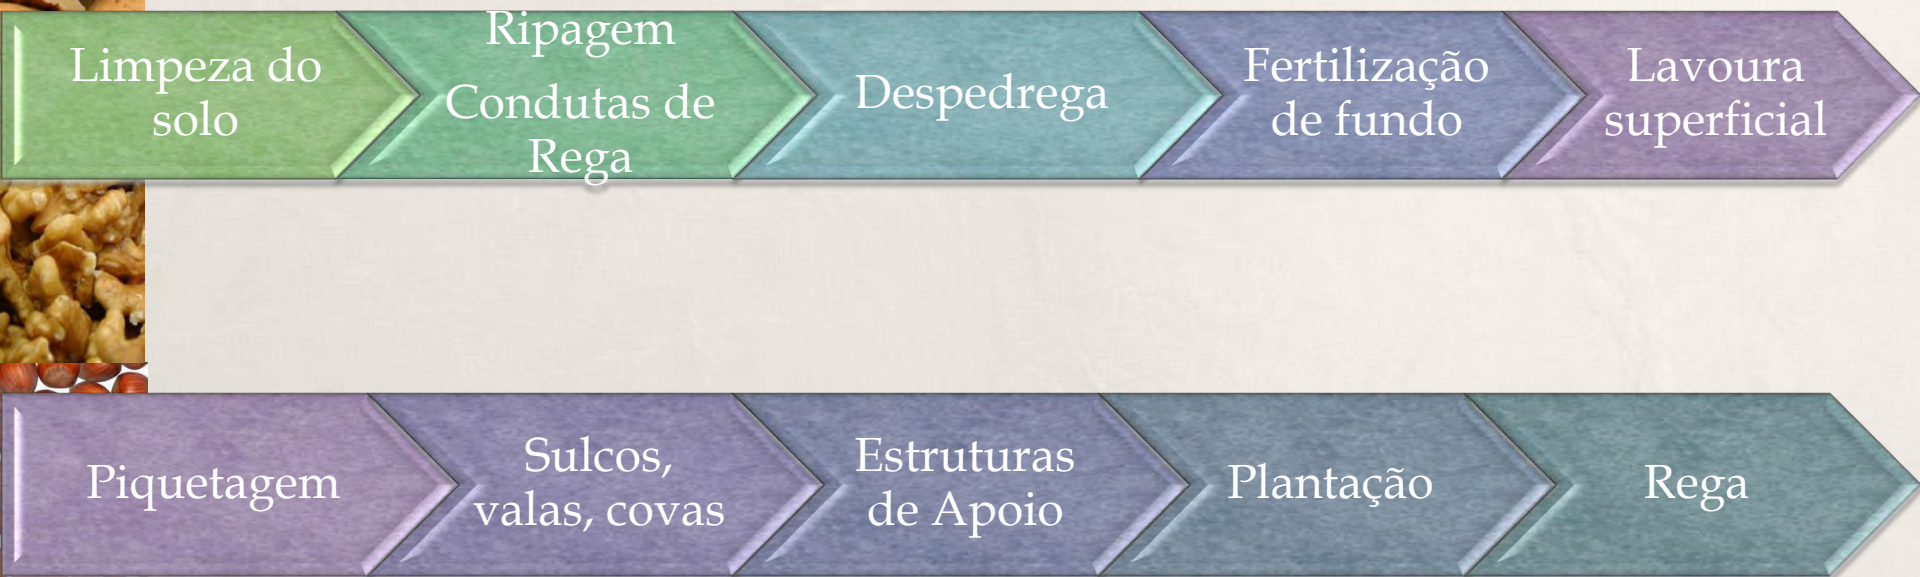 Limpeza do
solo
Ripagem
Condutas de
Rega
Despedrega
Fertilização
de fundo
Lavoura
superficial
Piquetagem
Sulcos,
valas, covas
Estruturas
de Apoio
Plantação
Rega